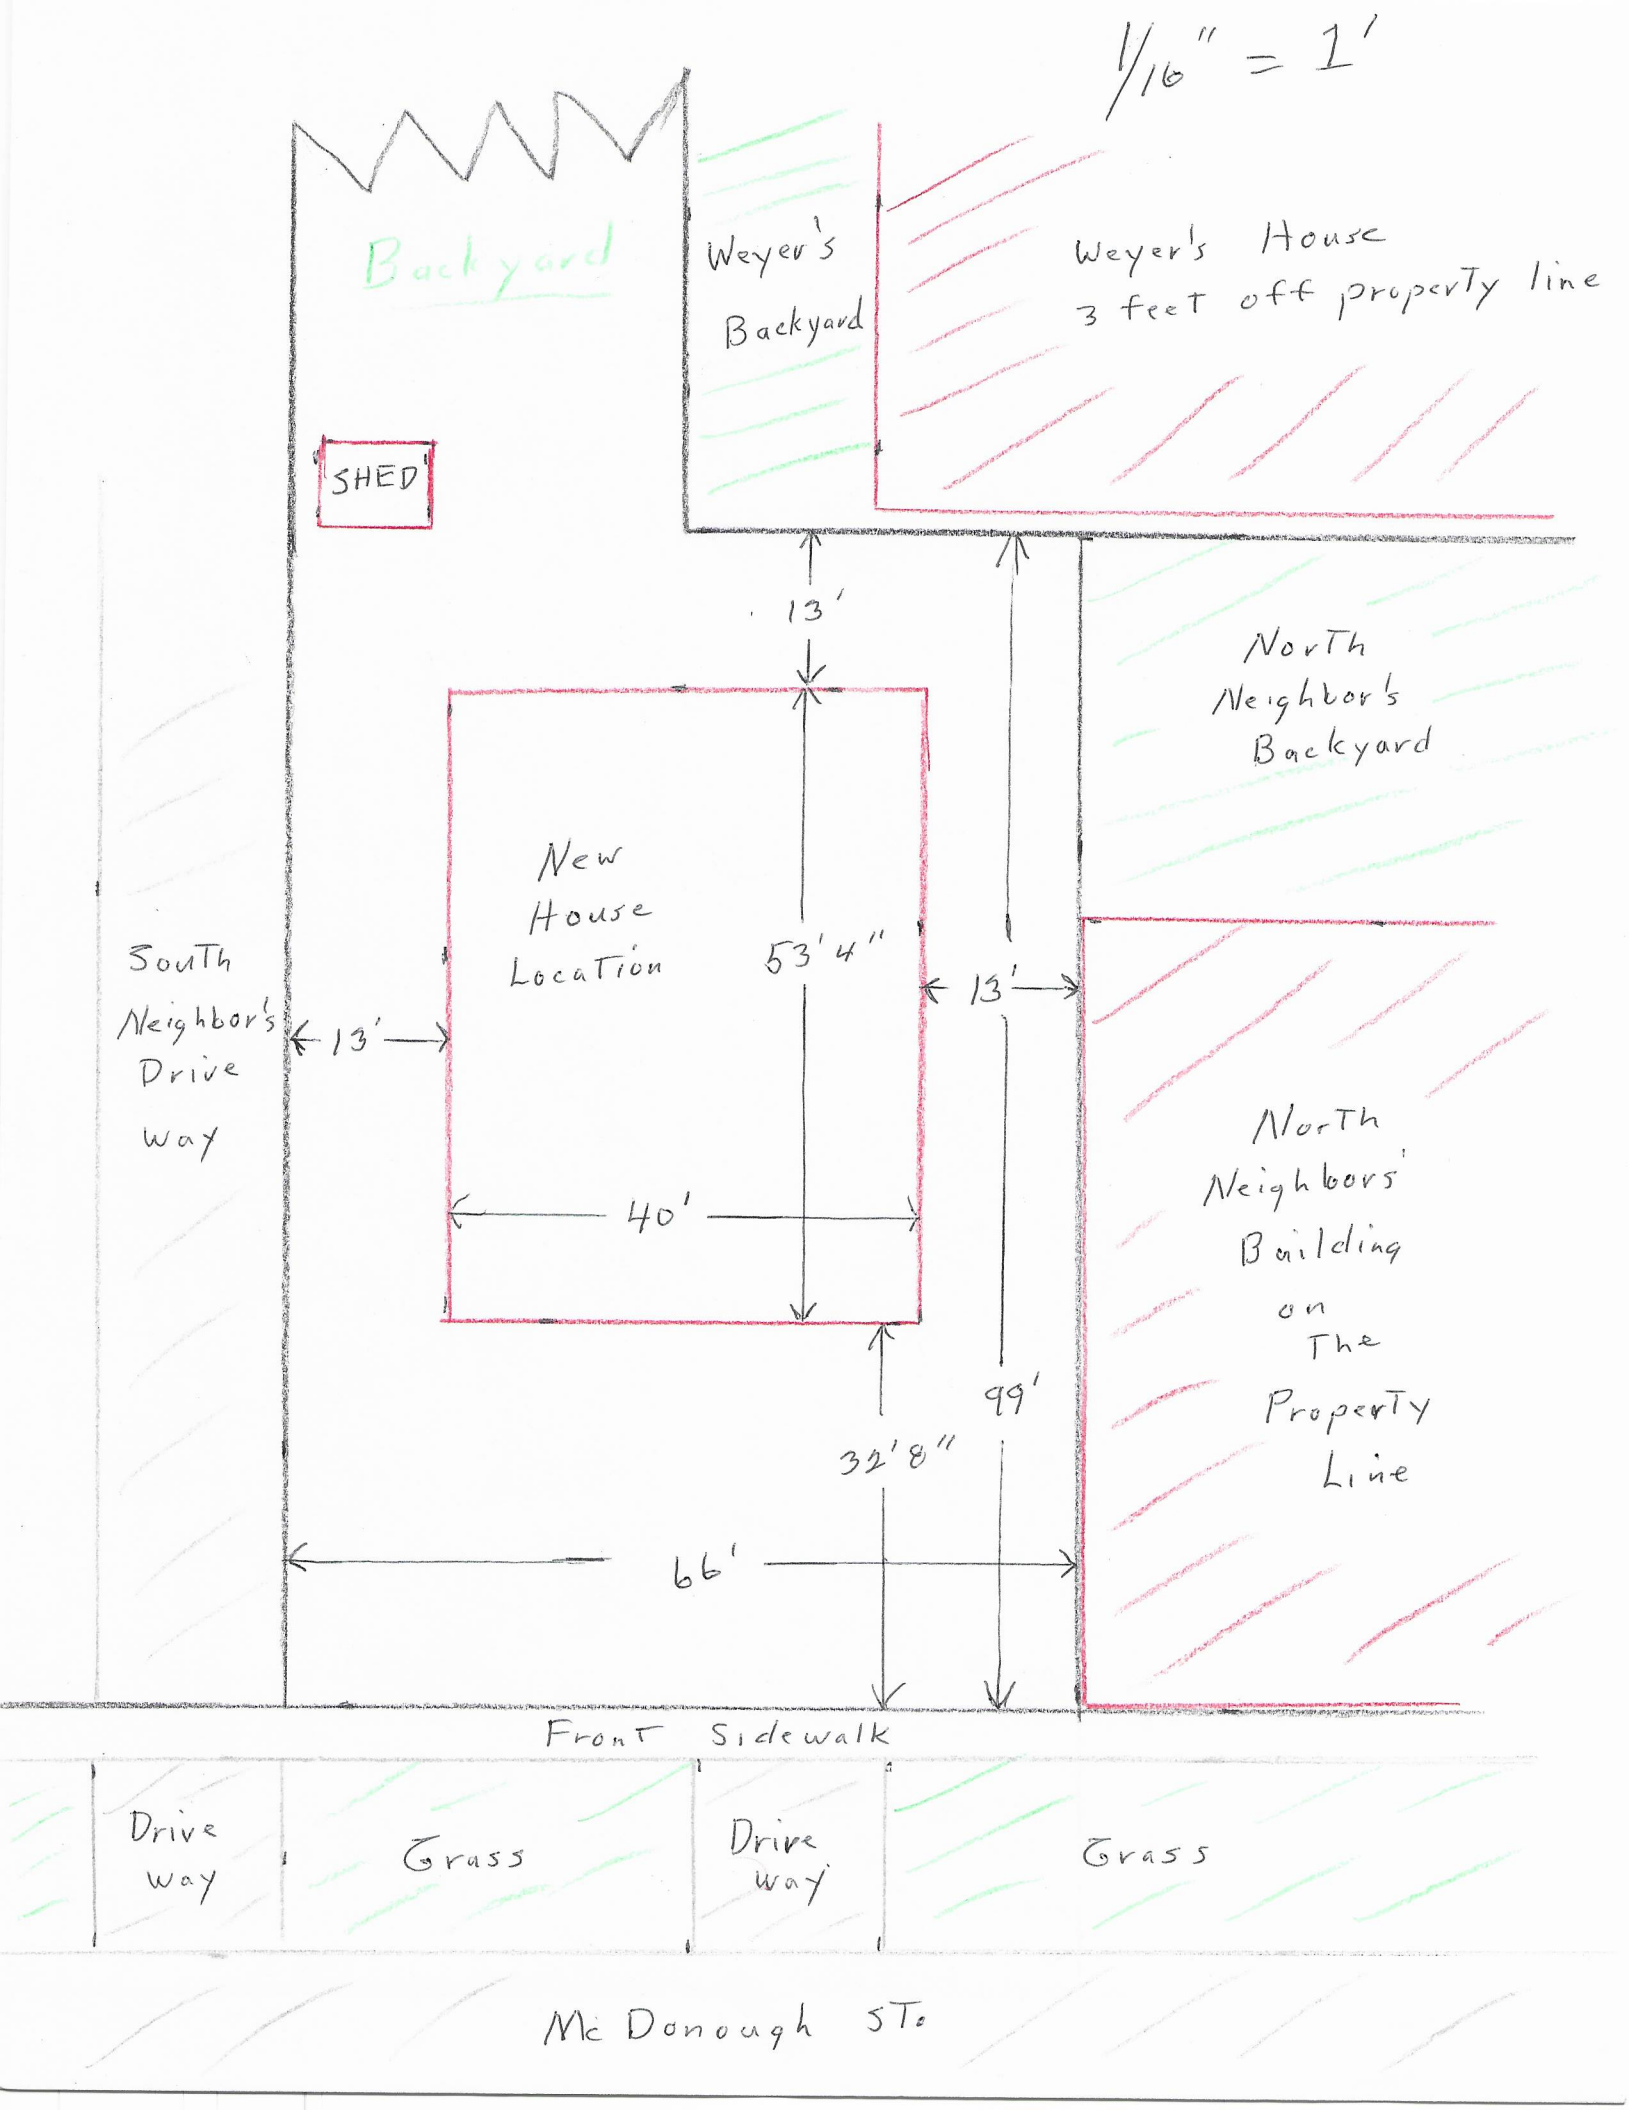 1/16" = 1'
Backyard
Weyer's
Backyard
Weyer's House
3 feet off property line
SHED
13'
North
Neighbor's
Backyard
New
House
Location
53'4"
13'
South
Neighbor's
Drive
way
13'
40'
North
Neighbors'
Building
on
The
Property
Line
99'
32'8"
66'
Front Sidewalk
Drive
way
Grass
Drive
way
Grass
McDonough ST.